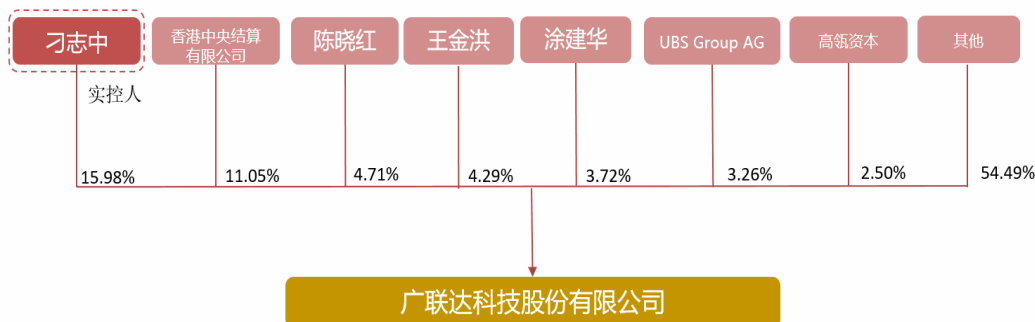 刁志中
香港中央结算
有限公司
陈晓红
王金洪
涂建华
UBS Group AG
高瓴资本
其他
实控人
15.98%
11.05%
4.71%
4.29%
3.72%
3.26%
2.50%
54.49%
广联达科技股份有限公司